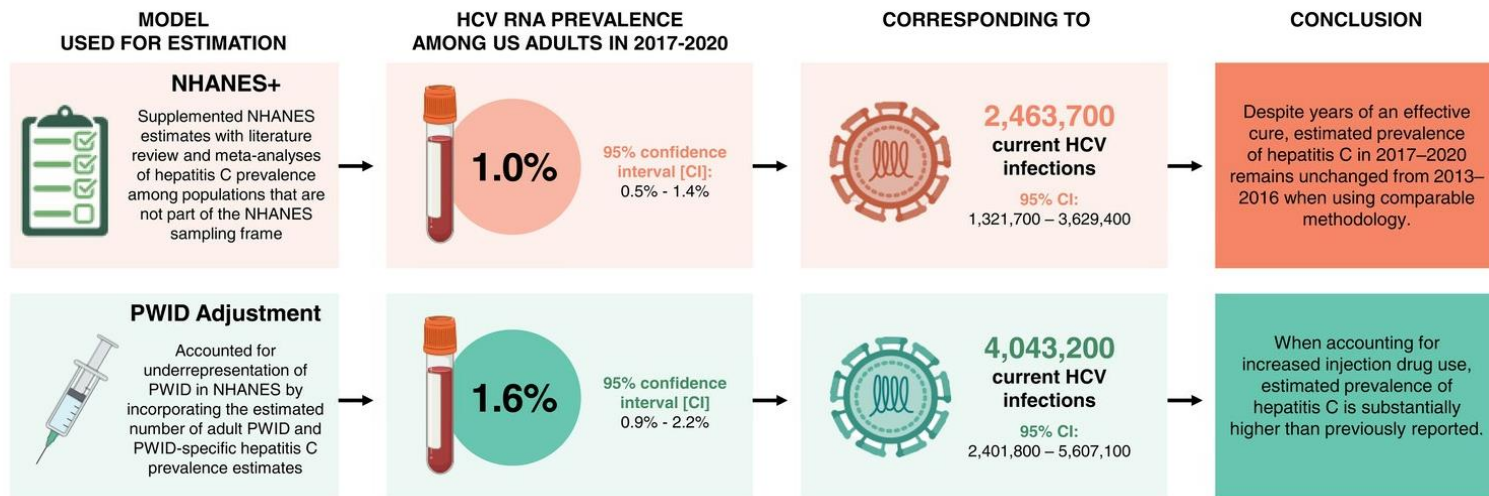 MODEL
USED FOR ESTIMATION
HCV RNA PREVALENCE
AMONG US ADULTS IN 2017-2020
CORRESPONDING TO
CONCLUSION
NHANES+
Supplemented NHANES
estimates with literature
review and meta-analyses
of hepatitis C prevalence
among populations that are
not part of the NHANES
sampling frame
1.0%
95% confidence
interval [CI]:
0.5% - 1.4%
2,463,700
current HCV
infections
95% CI:
1,321,700 – 3,629,400
Despite years of an effective
cure, estimated prevalence
of hepatitis C in 2017–2020
remains unchanged from 2013–
2016 when using comparable
methodology.
PWID Adjustment
Accounted for
underrepresentation of
PWID in NHANES by
incorporating the estimated
number of adult PWID and
PWID-specific hepatitis C
prevalence estimates
1.6%
95% confidence
interval [CI]
0.9% - 2.2%
4,043,200
current HCV
infections
95% CI:
2,401,800 – 5,607,100
When accounting for
increased injection drug use,
estimated prevalence of
hepatitis C is substantially
higher than previously reported.